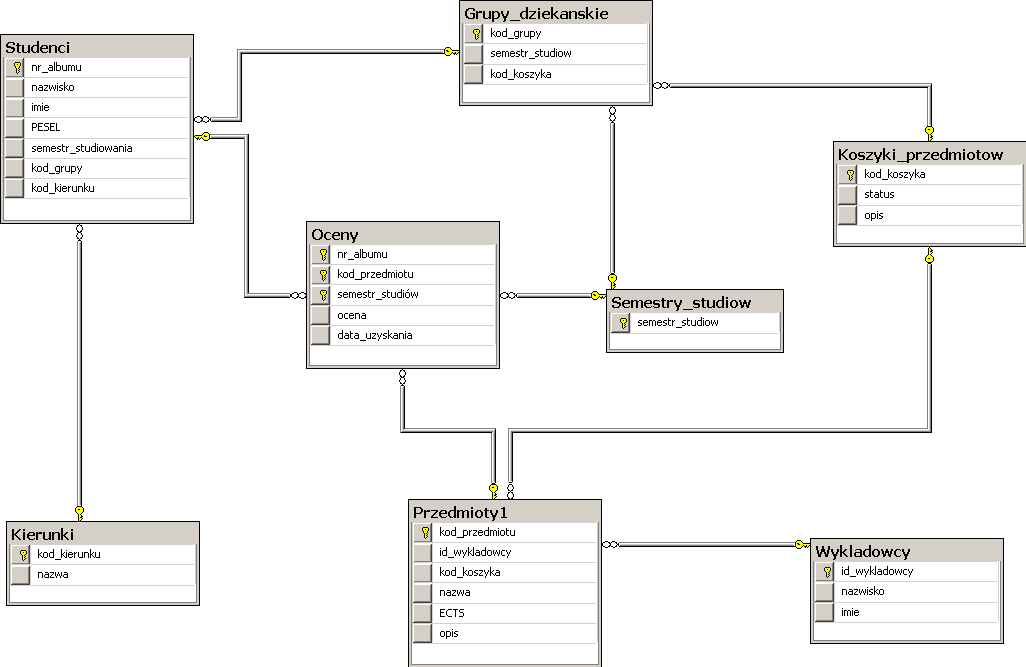 Grupy_dziekanskie
kod_grupy
semestr_studiow
kod_koszyka
Studenci
nr_albumu
nazwisko
imie
PESEL
semestr_studiowania
kod_grupy
kod_kierunku
Koszyki_przedmiotow
kod_koszyka
status
opis
Oceny
nr_albumu
kod_przedmiotu
semestr_studiów
ocena
data_uzyskania
Semestry_studiow
semestr_studiow
Kierunki
kod_kierunku
nazwa
Przedmioty1
kod_przedmiotu
id_wykladowcy
kod_koszyka
nazwa
ECTS
opis
Wykladowcy
id_wykladowcy
nazwisko
imie